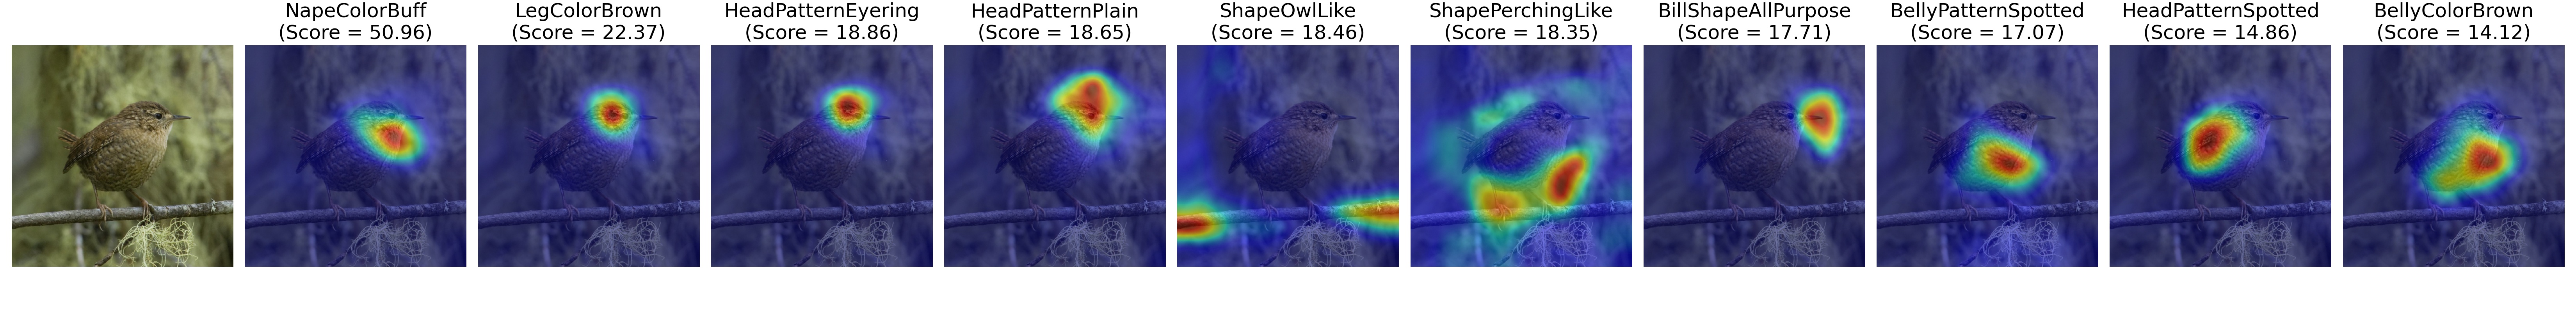 NapeColorBuff
(Score = 50.96)
LegColorBrown
(Score = 22.37)
HeadPatternEyering
(Score = 18.86)
HeadPatternPlain
(Score = 18.65)
ShapeOwlLike
(Score = 18.46)
ShapePerchingLike
(Score = 18.35)
BillShapeAllPurpose
(Score = 17.71)
BellyPatternSpotted
(Score = 17.07)
HeadPatternSpotted
(Score = 14.86)
BellyColorBrown
(Score = 14.12)